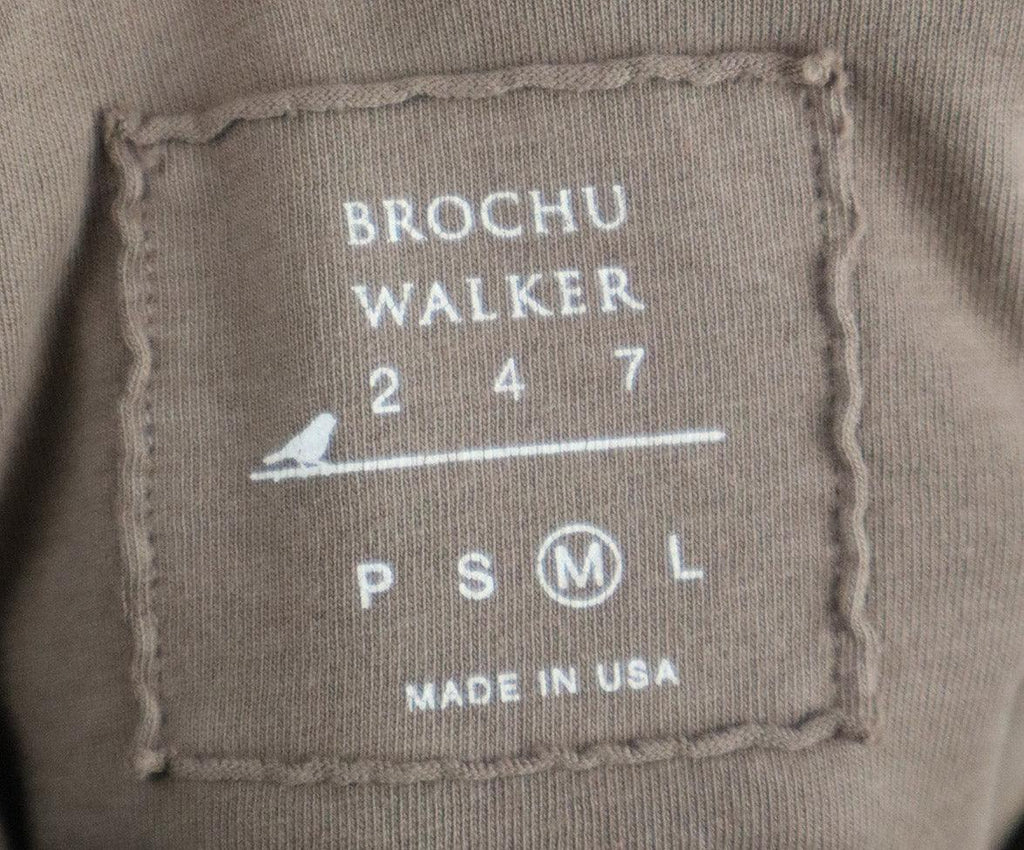 BROCHU
WALKER
2 4 7
P S M L
MADE IN USA